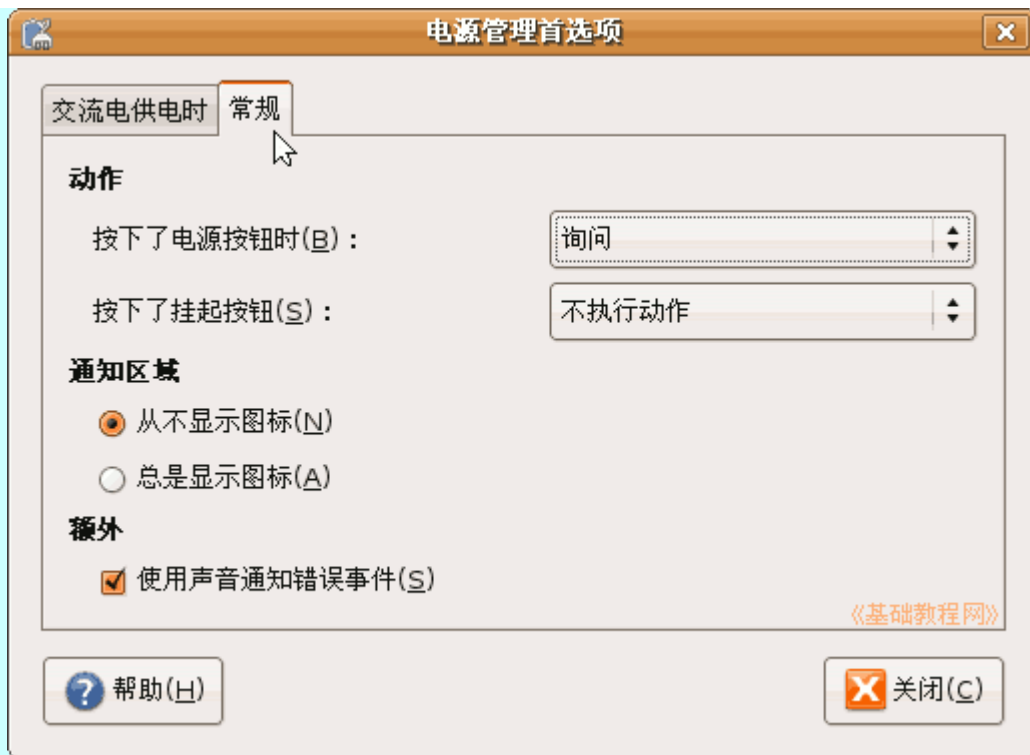 电源管理首选项
交流电供电时 常规
动作
按下了电源按钮时(B)： 询问
按下了挂起按钮(S)： 不执行动作
通知区域
从不显示图标(N)
总是显示图标(A)
额外
使用声音通知错误事件(S)
《基础教程网》
帮助(H) 关闭(C)